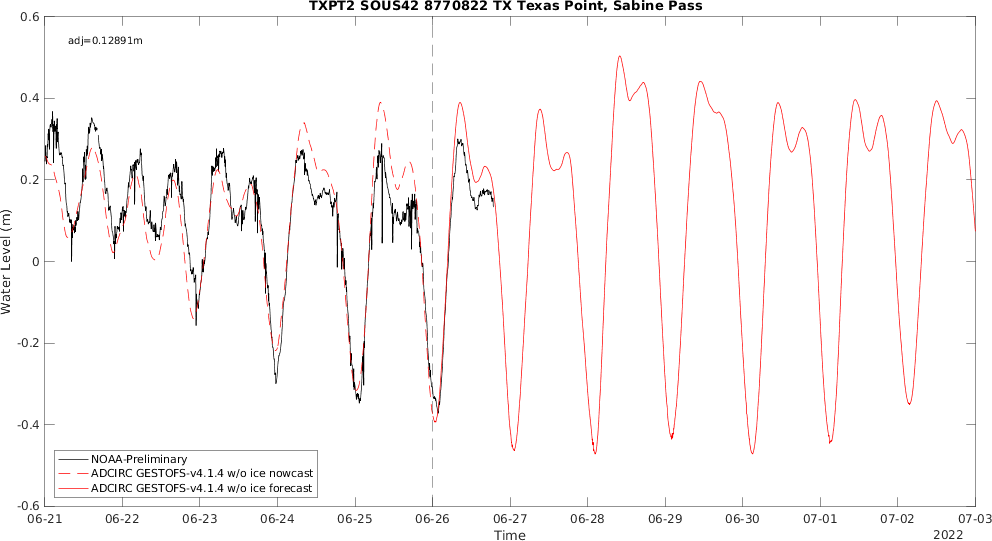 TXPT2 SOUS42 8770822 TX Texas Point, Sabine Pass
adj=0.12891m
0.6
0.4
0.2
0
-0.2
-0.4
-0.6
Water Level (m)
NOAA-Preliminary
ADCIRC GESTOFS-v4.1.4 w/o ice nowcast
ADCIRC GESTOFS-v4.1.4 w/o ice forecast
06-21 06-22 06-23 06-24 06-25 06-26 06-27 06-28 06-29 06-30 07-01 07-02 07-03
Time
2022